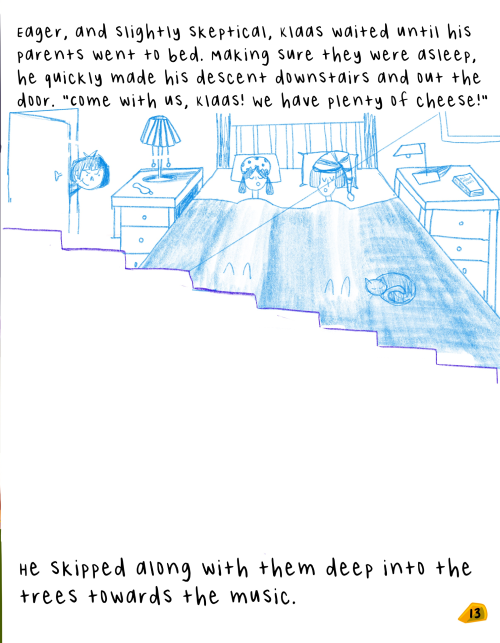 Eager, and slightly skeptical, Klaas waited until his
parents went to bed. Making sure they were asleep,
he quickly made his descent downstairs and out the
door. "Come with us, Klaas! We have plenty of cheese!"
He skipped along with them deep into the
trees towards the music.
13